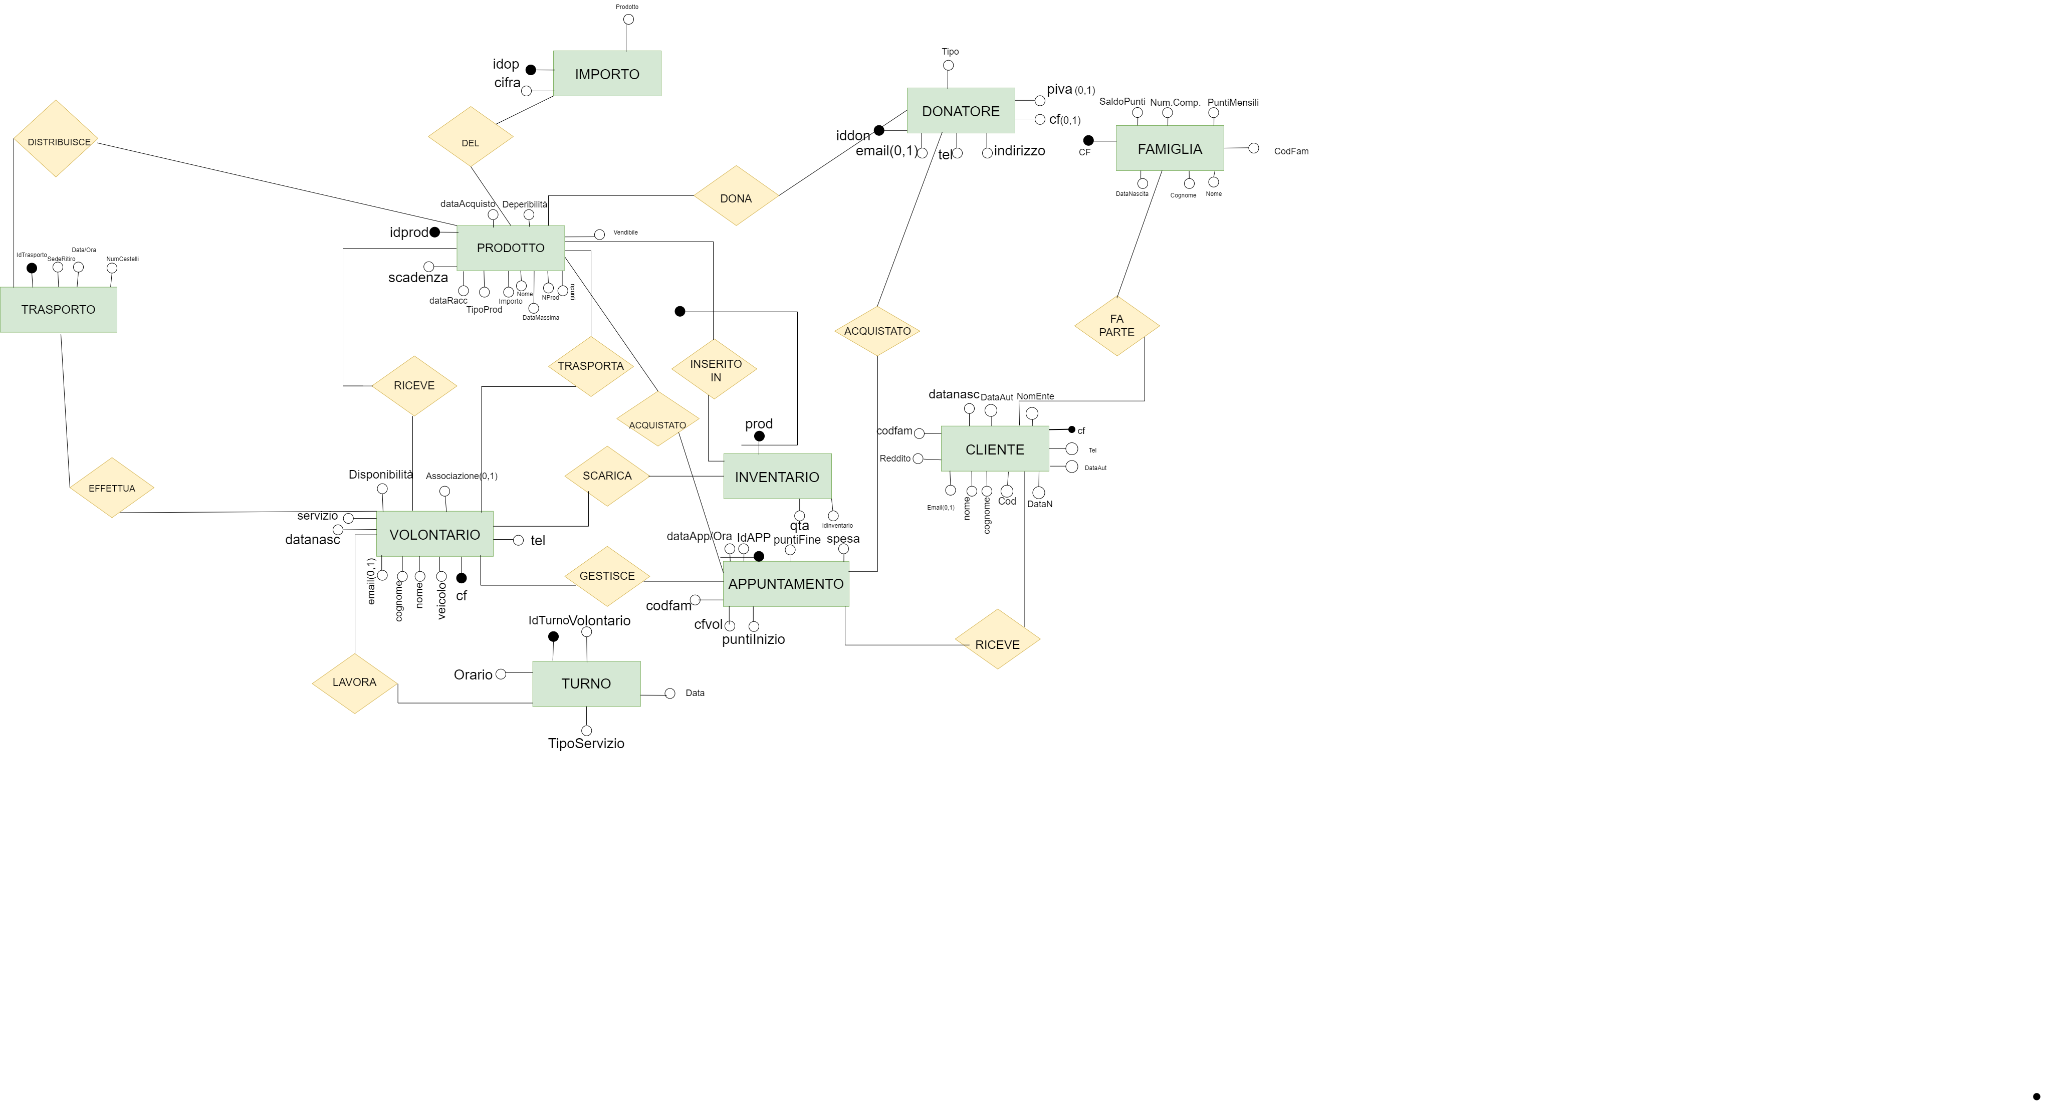 Prodotto
idop
cifra
IMPORTO
Tipo
DONATORE
piva (0,1)
cf(0,1)
iddon
email(0,1)
tel
indirizzo
SaldoPunti
Num.Comp.
PuntiMensili
FAMIGLIA
CF
CodFam
DataNascita
Cognome
Nome
DISTRIBUISCE
DEL
DONA
dataAcquisto
Deperibilità
idprod
PRODOTTO
Vendibile
scadenza
dataRacc
TipoProd
Importo
Nome
DataMassima
NProd
punti
IdTrasporto
SedeRitiro
Data/Ora
NumCestelli
TRASPORTO
ACQUISTATO
FA
PARTE
RICEVE
TRASPORTA
INSERITO
IN
ACQUISTATO
prod
datanasc
DataAut
NomEnte
codfam
CLIENTE
cf
Tel
DataAut
Reddito
Email(0,1)
nome
cognome
Cod
DataN
EFFETTUA
Disponibilità
Associazione(0,1)
SCARICA
INVENTARIO
qta
idinventario
servizio
datanasc
VOLONTARIO
tel
email(0,1)
cognome
nome
veicolo
cf
dataApp/Ora
IdAPP
puntiFine
spesa
GESTISCE
APPUNTAMENTO
codfam
cfvol
puntiInizio
RICEVE
IdTurno
Volontario
LAVORA
Orario
TURNO
Data
TipoServizio